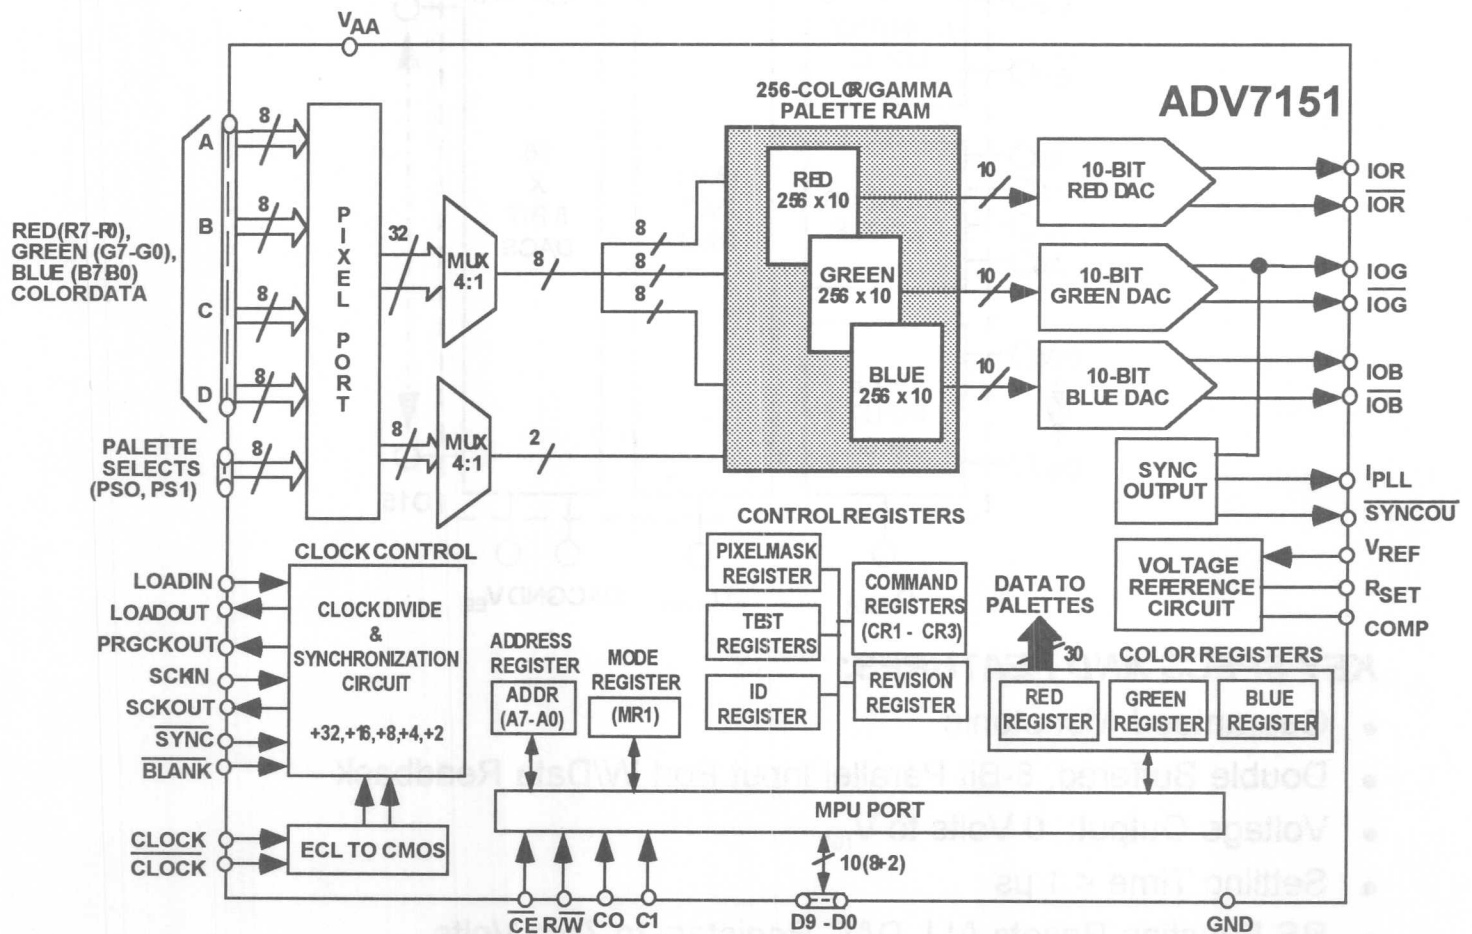 V AA
ADV7151
256-COLOR/GAMMA
PALETTE RAM
RED(R7-R0),
GREEN (G7-G0),
BLUE (B7-B0)
COLORDATA
A
B
C
D
8
8
8
8
PALETTE
SELECTS
(PSO, PS1)
8
PIXEL PORT
32
MUX
4:1
8
8
8
8
8
MUX
4:1
2
RED
256 x 10
GREEN
256 x 10
BLUE
256 x 10
10
10
10
10-BIT
RED DAC
10-BIT
GREEN DAC
10-BIT
BLUE DAC
IOR
IOR
IOG
IOG
IOB
IOB
SYNC
OUTPUT
IPLL
SYNCOU
VOLTAGE
REFERENCE
CIRCUIT
VREF
RSET
COMP
CLOCK CONTROL
CLOCK DIVIDE
&
SYNCHRONIZATION
CIRCUIT
+32,+16,+8,+4,+2
LOADIN
LOADOUT
PRGCKOUT
SCKIN
SCKOUT
SYNC
BLANK
CLOCK
CLOCK
ECL TO CMOS
CONTROL REGISTERS
PIXELMASK
REGISTER
TEST
REGISTERS
ID
REGISTER
COMMAND
REGISTERS
(CR1 - CR3)
REVISION
REGISTER
ADDRESS
REGISTER
ADDR
(A7-A0)
MODE
REGISTER
(MR1)
DATA TO
PALETTES
30
COLOR REGISTERS
RED
REGISTER
GREEN
REGISTER
BLUE
REGISTER
MPU PORT
10(8+2)
CE R/W CO C1
D9 - D0
GND